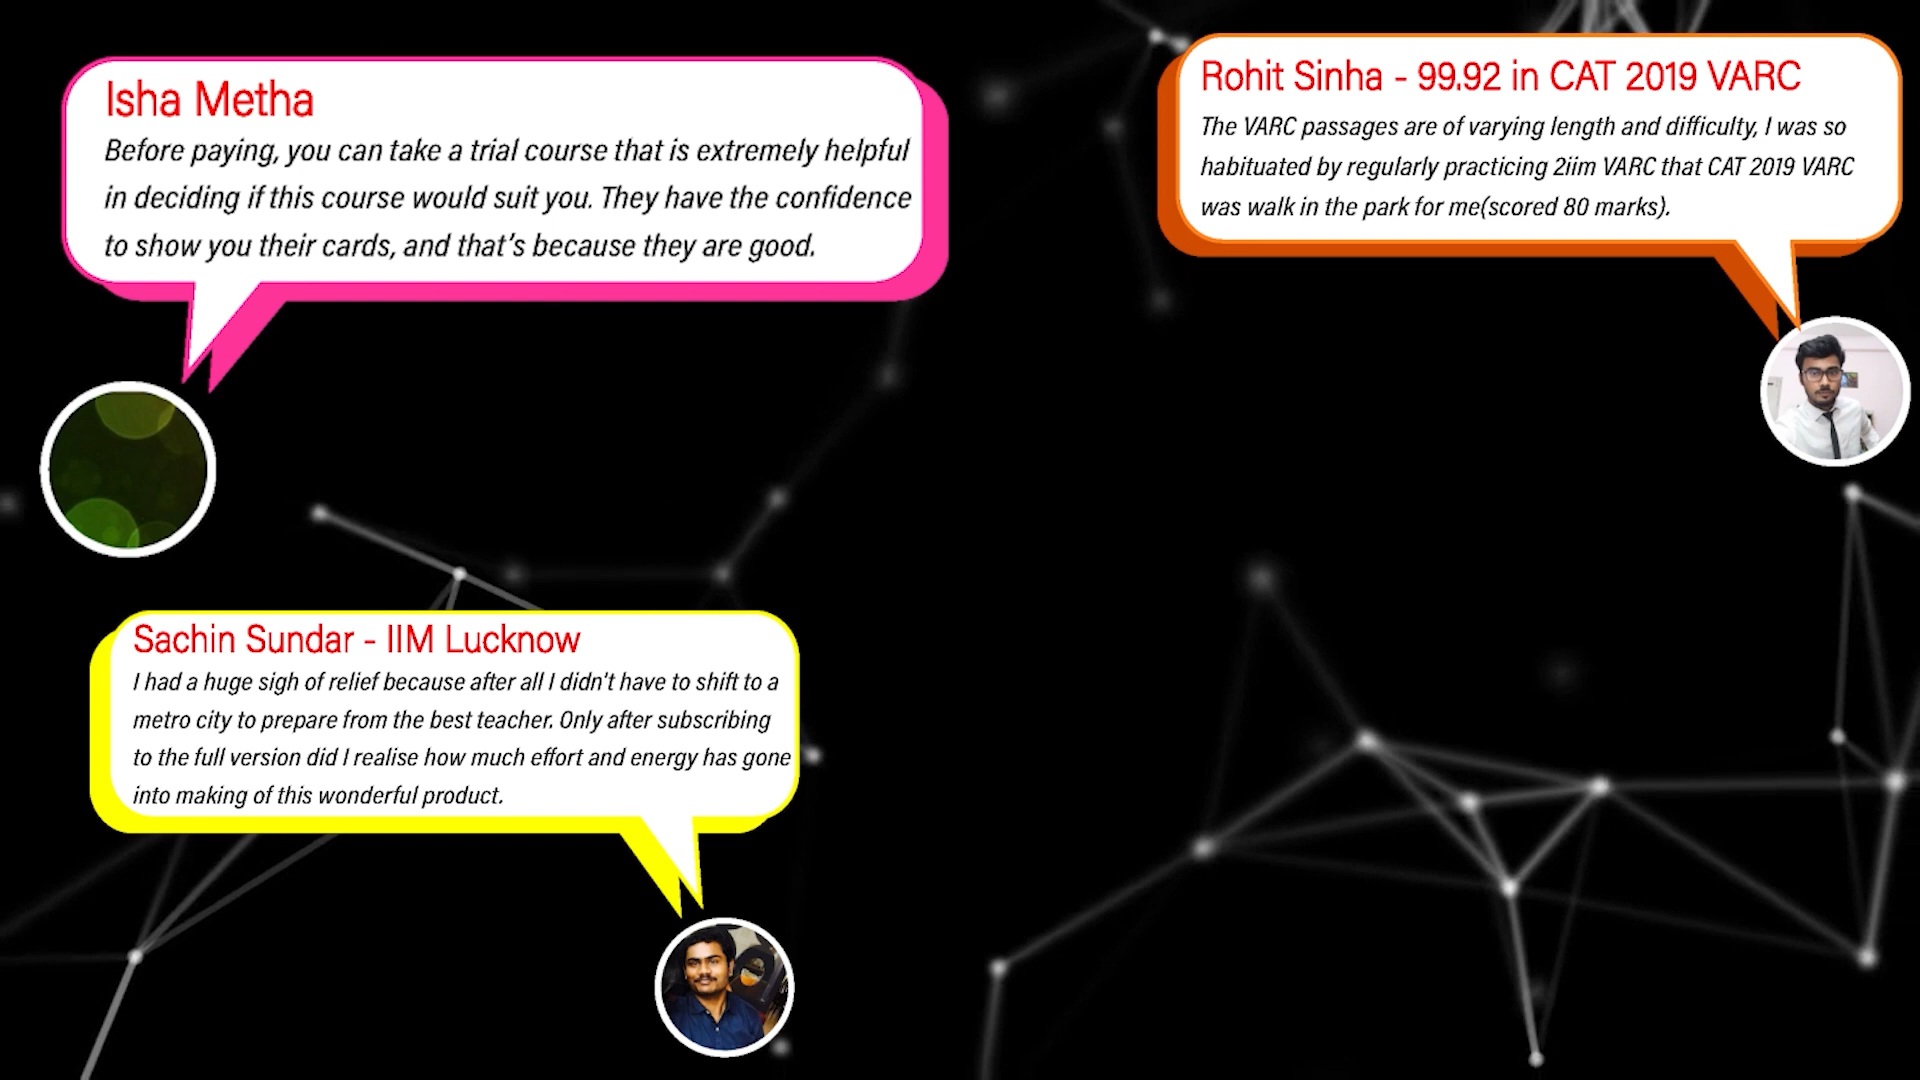 Isha Metha
Before paying, you can take a trial course that is extremely helpful
in deciding if this course would suit you. They have the confidence
to show you their cards, and that's because they are good.
Rohit Sinha - 99.92 in CAT 2019 VARC
The VARC passages are of varying length and difficulty, I was so
habituated by regularly practicing 2iim VARC that CAT 2019 VARC
was walk in the park for me(scored 80 marks).
Sachin Sundar - IIM Lucknow
I had a huge sigh of relief because after all I didn't have to shift to a
metro city to prepare from the best teacher. Only after subscribing
to the full version did I realise how much effort and energy has gone
into making of this wonderful product.